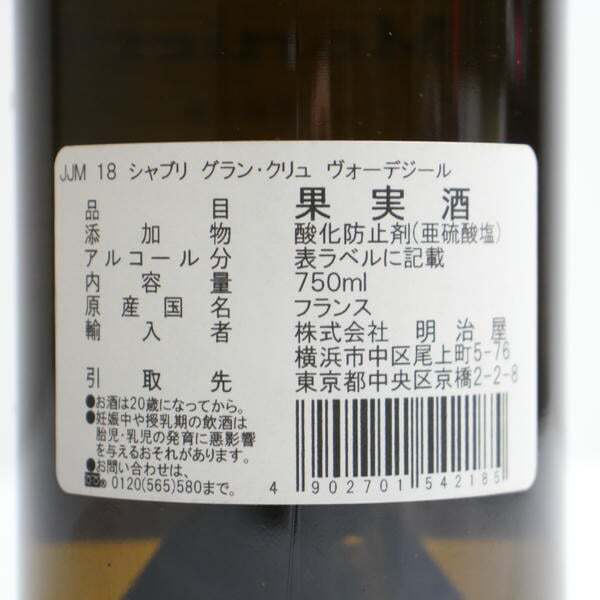 JJM 18 シャブリ グラン・クリュ ヴォーデジール
品目 果実酒
添加物 酸化防止剤(亜硫酸塩)
アルコール分 表ラベルに記載
内容量 750ml
原産国名 フランス
輸入者 株式会社 明治屋
横浜市中区尾上町5-76
引取先 東京都中央区京橋2-2-8
●お酒は20歳になってから。
●妊娠中や授乳期の飲酒は
胎児・乳児の発育に悪影響
を与えるおそれがあります。
●お問い合わせは、
0120(565)580まで。
4 902701 542186